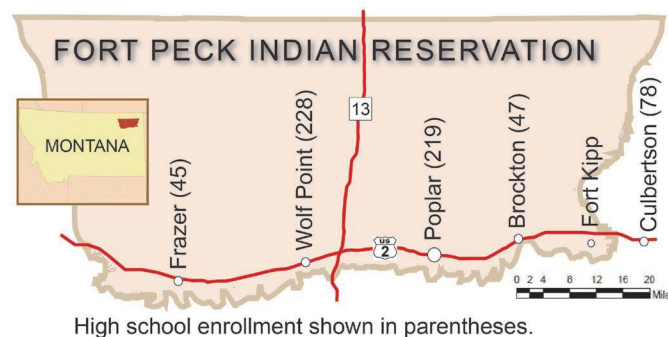 FORT PECK INDIAN RESERVATION
13
MONTANA
Frazer (45)
Wolf Point (228)
Poplar (219)
Brockton (47)
Fort Kipp
Culbertson (78)
US
2
0 2 4 8 12 16 20
Mile
High school enrollment shown in parentheses.